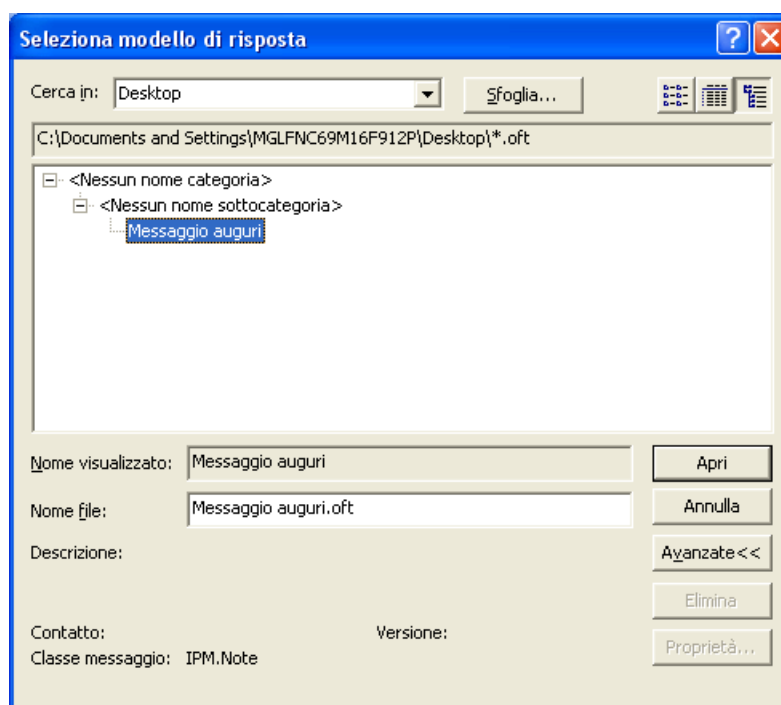 Seleziona modello di risposta
Cerca in: Desktop Sfoglia...
C:\Documents and Settings\MGLFNC69M16F912P\Desktop\*.oft
<Nessun nome categoria>
<Nessun nome sottocategoria>
Messaggio auguri
Nome visualizzato: Messaggio auguri Apri
Nome file: Messaggio auguri.oft Annulla
Descrizione: Avanzate<<
Elimina
Contatto: Versione:
Proprietà...
Classe messaggio: IPM.Note